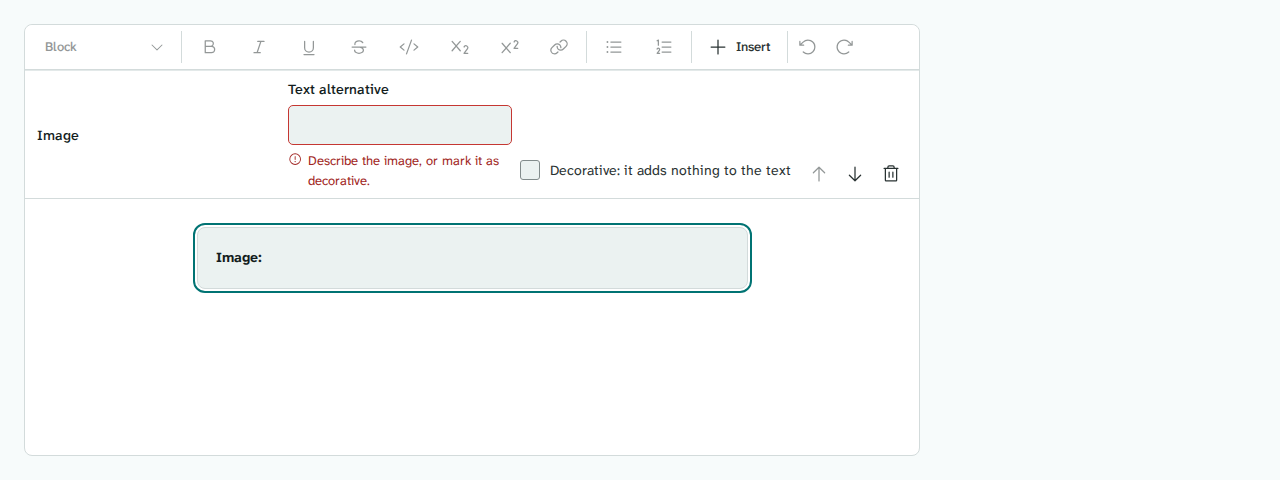 Block
Insert
Text alternative
Image
Describe the image, or mark it as
decorative.
Decorative: it adds nothing to the text
Image: